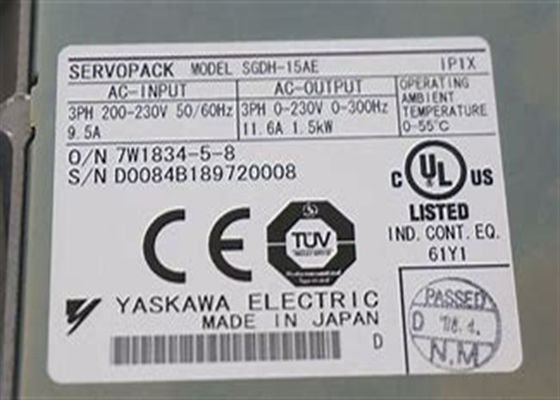 SERVOPACK MODEL SGDH-15AE IP1X
AC-INPUT AC-OUTPUT OPERATING AMBIENT TEMPERATURE
3PH 200-230V 50/60Hz 3PH 0-230V 0-300Hz
9.5A 11.6A 1.5kW 0-55℃
O/N 7W1834-5-8
S/N D0084B189720008
C UL US
LISTED
IND. CONT. EQ.
61Y1
CE
TÜV
YASKAWA ELECTRIC
MADE IN JAPAN
D
PASSED
D
N.M